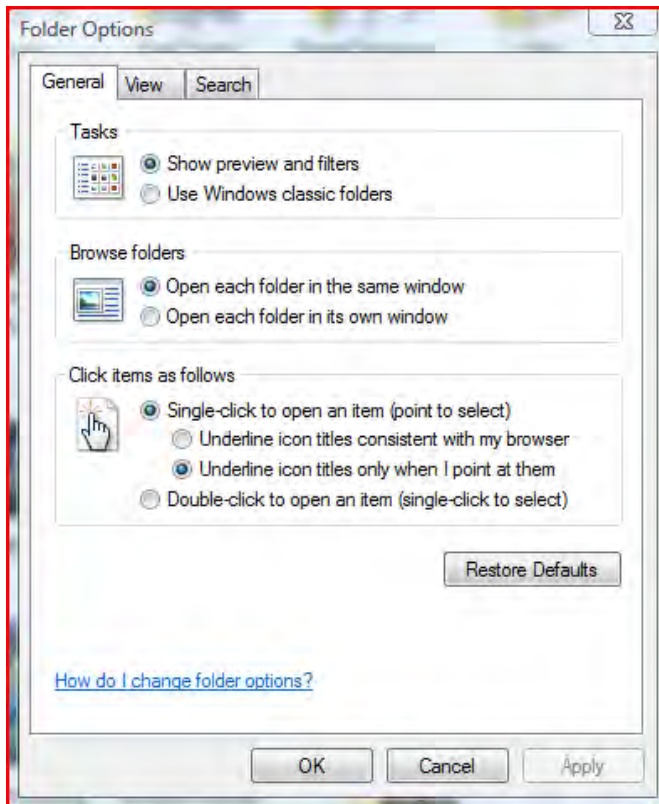 Folder Options
General View Search
Tasks
Show preview and filters
Use Windows classic folders
Browse folders
Open each folder in the same window
Open each folder in its own window
Click items as follows
Single-click to open an item (point to select)
Underline icon titles consistent with my browser
Underline icon titles only when I point at them
Double-click to open an item (single-click to select)
Restore Defaults
How do I change folder options?
OK Cancel Apply